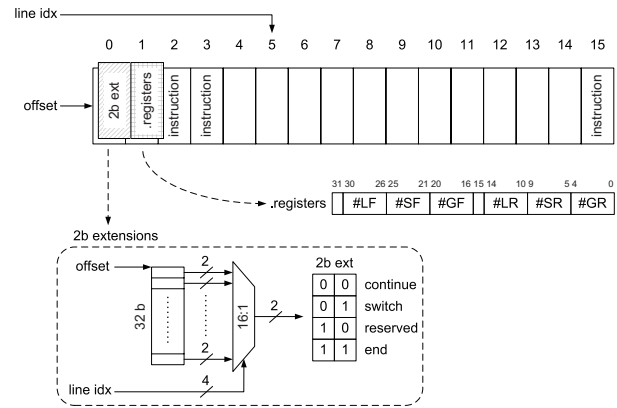 line idx
0 1 2 3 4 5 6 7 8 9 10 11 12 13 14 15
offset
2b ext
.registers
instruction
instruction
instruction
31 30 26 25 21 20 16 15 14 10 9 5 4 0
.registers #LF #SF #GF #LR #SR #GR
2b extensions
offset
2
2
32 b
16:1
2
line idx
4
2b ext
0 0 continue
0 1 switch
1 0 reserved
1 1 end